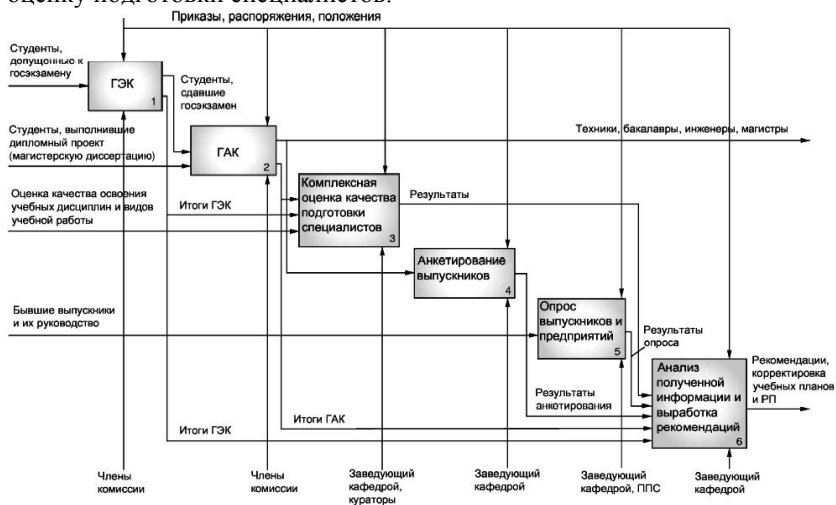 оценку подготовки специалистов.
Приказы, распоряжения, положения
Студенты,
допущенные к
госэкзамену
ГЭК
1
Студенты,
сдавшие
госэкзамен
Студенты, выполнившие
дипломный проект
(магистерскую диссертацию)
ГАК
2
Техники, бакалавры, инженеры, магистры
Оценка качества освоения
учебных дисциплин и видов
учебной работы
Итоги ГЭК
Комплексная
оценка качества
подготовки
специалистов
3
Результаты
Анкетирование
выпускников
4
Бывшие выпускники
и их руководство
Опрос
выпускников и
предприятий
5
Результаты
опроса
Результаты
анкетирования
Анализ
полученной
информации и
выработка
рекомендаций
6
Рекомендации,
корректировка
учебных планов
и РП
Итоги ГЭК
Итоги ГАК
Члены
комиссии
Члены
комиссии
Заведующий
кафедрой,
кураторы
Заведующий
кафедрой
Заведующий
кафедрой, ППС
Заведующий
кафедрой